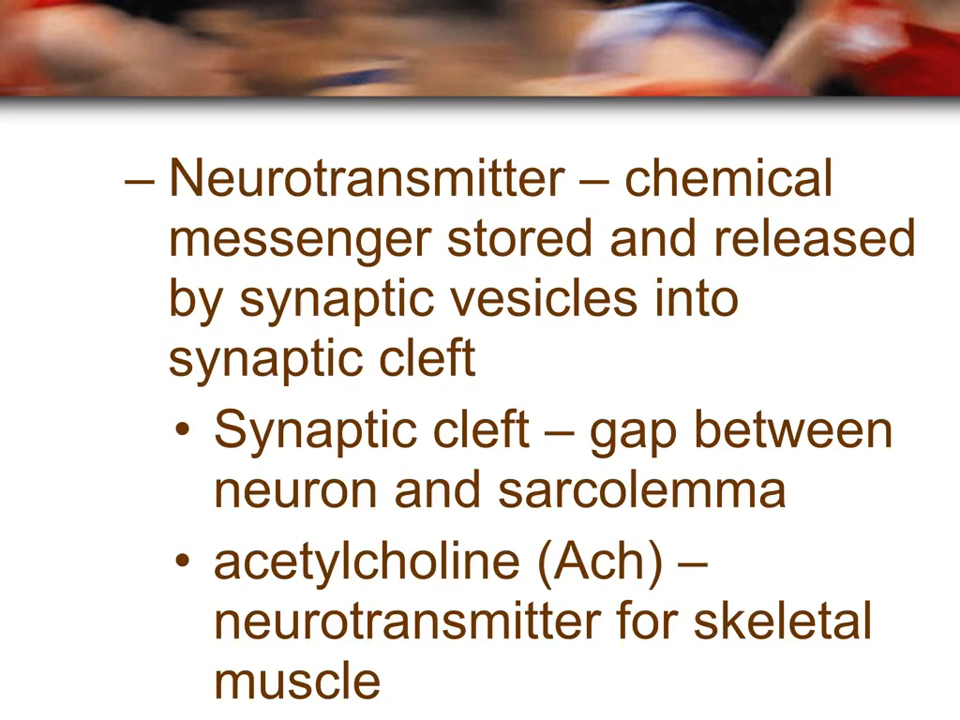 – Neurotransmitter – chemical
messenger stored and released
by synaptic vesicles into
synaptic cleft
• Synaptic cleft – gap between
neuron and sarcolemma
• acetylcholine (Ach) –
neurotransmitter for skeletal
muscle